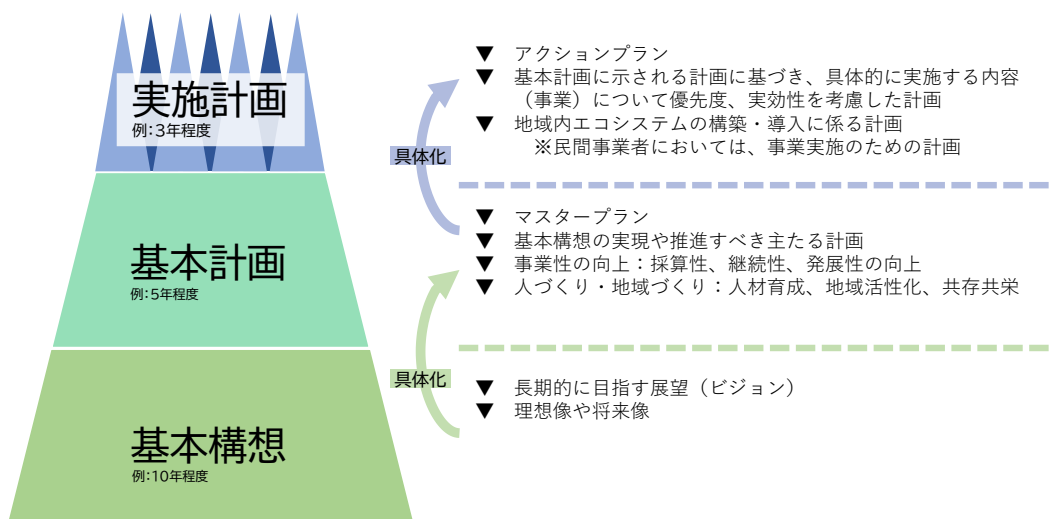 実施計画
例：3年程度
▼ アクションプラン
▼ 基本計画に示される計画に基づき、具体的に実施する内容
（事業）について優先度、実効性を考慮した計画
▼ 地域内エコシステムの構築・導入に係る計画
※民間事業者においては、事業実施のための計画
具体化
基本計画
例：5年程度
▼ マスタープラン
▼ 基本構想の実現や推進すべき主たる計画
▼ 事業性の向上：採算性、継続性、発展性の向上
▼ 人づくり・地域づくり：人材育成、地域活性化、共存共栄
具体化
基本構想
例：10年程度
▼ 長期的に目指す展望（ビジョン）
▼ 理想像や将来像